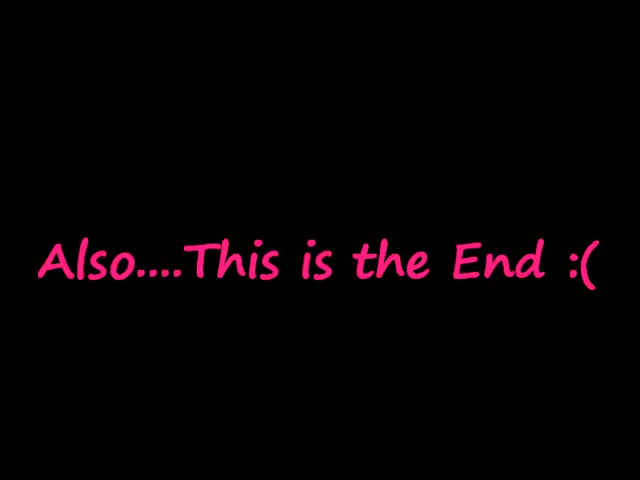 Also....This is the End :(